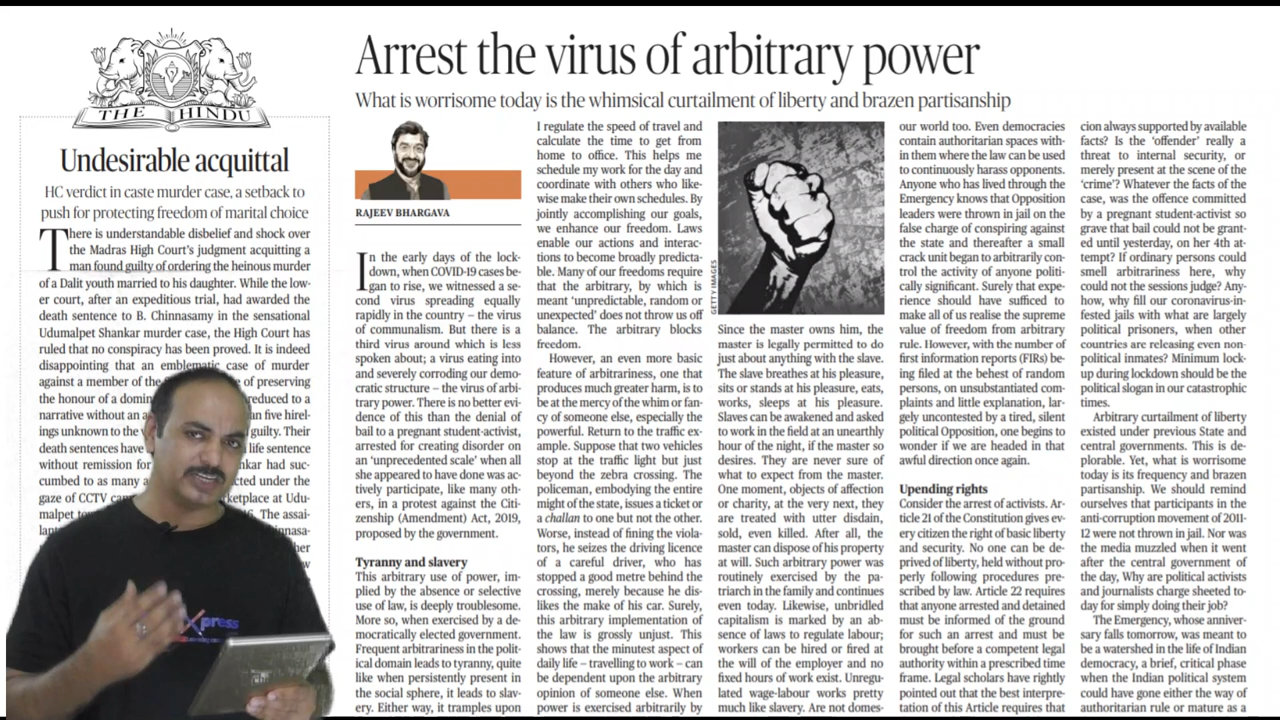 THE HINDU
Undesirable acquittal
HC verdict in caste murder case, a setback to
push for protecting freedom of marital choice
There is understandable disbelief and shock over
the Madras High Court's judgment acquitting a
man found guilty of ordering the heinous murder
of a Dalit youth married to his daughter. While the low-
er court, after an expeditious trial, had awarded the
death sentence to B. Chinnasamy in the sensational
Udumalpet Shankar murder case, the High Court has
ruled that no conspiracy has been proved. It is indeed
disappointing that an emblematic case of murder
against a member of the
e of preserving
the honour of a domin
reduced to a
narrative without an a
an five hirel-
ings unknown to the
guilty. Their
death sentences have
life sentence
without remission for
nkar had suc-
cumbed to as many a
cted under the
gaze of CCTV cam
ketplace at Udu-
malpet tow
The assai-
lant
innasa-
her
Xpress
Arrest the virus of arbitrary power
What is worrisome today is the whimsical curtailment of liberty and brazen partisanship
RAJEEV BHARGAVA
In the early days of the lock-
down, when COVID-19 cases be-
gan to rise, we witnessed a se-
cond virus spreading equally
rapidly in the country – the virus
of communalism. But there is a
third virus around which is less
spoken about; a virus eating into
and severely corroding our demo-
cratic structure – the virus of arbi-
trary power. There is no better evi-
dence of this than the denial of
bail to a pregnant student-activist,
arrested for creating disorder on
an 'unprecedented scale' when all
she appeared to have done was ac-
tively participate, like many oth-
ers, in a protest against the Citi-
zenship (Amendment) Act, 2019,
proposed by the government.
Tyranny and slavery
This arbitrary use of power, im-
plied by the absence or selective
use of law, is deeply troublesome.
More so, when exercised by a de-
mocratically elected government.
Frequent arbitrariness in the polit-
ical domain leads to tyranny, quite
like when persistently present in
the social sphere, it leads to slav-
ery. Either way, it tramples upon
I regulate the speed of travel and
calculate the time to get from
home to office. This helps me
schedule my work for the day and
coordinate with others who like-
wise make their own schedules. By
jointly accomplishing our goals,
we enhance our freedom. Laws
enable our actions and interac-
tions to become broadly predicta-
ble. Many of our freedoms require
that the arbitrary, by which is
meant 'unpredictable, random or
unexpected' does not throw us off
balance. The arbitrary blocks
freedom.
However, an even more basic
feature of arbitrariness, one that
produces much greater harm, is to
be at the mercy of the whim or fan-
cy of someone else, especially the
powerful. Return to the traffic ex-
ample. Suppose that two vehicles
stop at the traffic light but just
beyond the zebra crossing. The
policeman, embodying the entire
might of the state, issues a ticket or
a challan to one but not the other.
Worse, instead of fining the viola-
tors, he seizes the driving licence
of a careful driver, who has
stopped a good metre behind the
crossing, merely because he dis-
likes the make of his car. Surely,
this arbitrary implementation of
the law is grossly unjust. This
shows that the minutest aspect of
daily life – travelling to work – can
be dependent upon the arbitrary
opinion of someone else. When
power is exercised arbitrarily by
GETTY IMAGES
Since the master owns him, the
master is legally permitted to do
just about anything with the slave.
The slave breathes at his pleasure,
sits or stands at his pleasure, eats,
works, sleeps at his pleasure.
Slaves can be awakened and asked
to work in the field at an unearthly
hour of the night, if the master so
desires. They are never sure of
what to expect from the master.
One moment, objects of affection
or charity, at the very next, they
are treated with utter disdain,
sold, even killed. After all, the
master can dispose of his property
at will. Such arbitrary power was
routinely exercised by the pa-
triarch in the family and continues
even today. Likewise, unbridled
capitalism is marked by an ab-
sence of laws to regulate labour;
workers can be hired or fired at
the will of the employer and no
fixed hours of work exist. Unregu-
lated wage-labour works pretty
much like slavery. Are not domes-
our world too. Even democracies
contain authoritarian spaces with-
in them where the law can be used
to continuously harass opponents.
Anyone who has lived through the
Emergency knows that Opposition
leaders were thrown in jail on the
false charge of conspiring against
the state and thereafter a small
crack unit began to arbitrarily con-
trol the activity of anyone politi-
cally significant. Surely that expe-
rience should have sufficed to
make all of us realise the supreme
value of freedom from arbitrary
rule. However, with the number of
first information reports (FIRs) be-
ing filed at the behest of random
persons, on unsubstantiated com-
plaints and little explanation, lar-
gely uncontested by a tired, silent
political Opposition, one begins to
wonder if we are headed in that
awful direction once again.
Upending rights
Consider the arrest of activists. Ar-
ticle 21 of the Constitution gives ev-
ery citizen the right of basic liberty
and security. No one can be de-
prived of liberty, held without pro-
perly following procedures pre-
scribed by law. Article 22 requires
that anyone arrested and detained
must be informed of the ground
for such an arrest and must be
brought before a competent legal
authority within a prescribed time
frame. Legal scholars have rightly
pointed out that the best interpre-
tation of this Article requires that
cion always supported by available
facts? Is the 'offender' really a
threat to internal security, or
merely present at the scene of the
'crime'? Whatever the facts of the
case, was the offence committed
by a pregnant student-activist so
grave that bail could not be grant-
ed until yesterday, on her 4th at-
tempt? If ordinary persons could
smell arbitrariness here, why
could not the sessions judge? Any-
how, why fill our coronavirus-in-
fested jails with what are largely
political prisoners, when other
countries are releasing even non-
political inmates? Minimum lock-
up during lockdown should be the
political slogan in our catastrophic
times.
Arbitrary curtailment of liberty
existed under previous State and
central governments. This is de-
plorable. Yet, what is worrisome
today is its frequency and brazen
partisanship. We should remind
ourselves that participants in the
anti-corruption movement of 2011-
12 were not thrown in jail. Nor was
the media muzzled when it went
after the central government of
the day, Why are political activists
and journalists charge sheeted to-
day for simply doing their job?
The Emergency, whose anniver-
sary falls tomorrow, was meant to
be a watershed in the life of Indian
democracy, a brief, critical phase
when the Indian political system
could have gone either the way of
authoritarian rule or mature as a